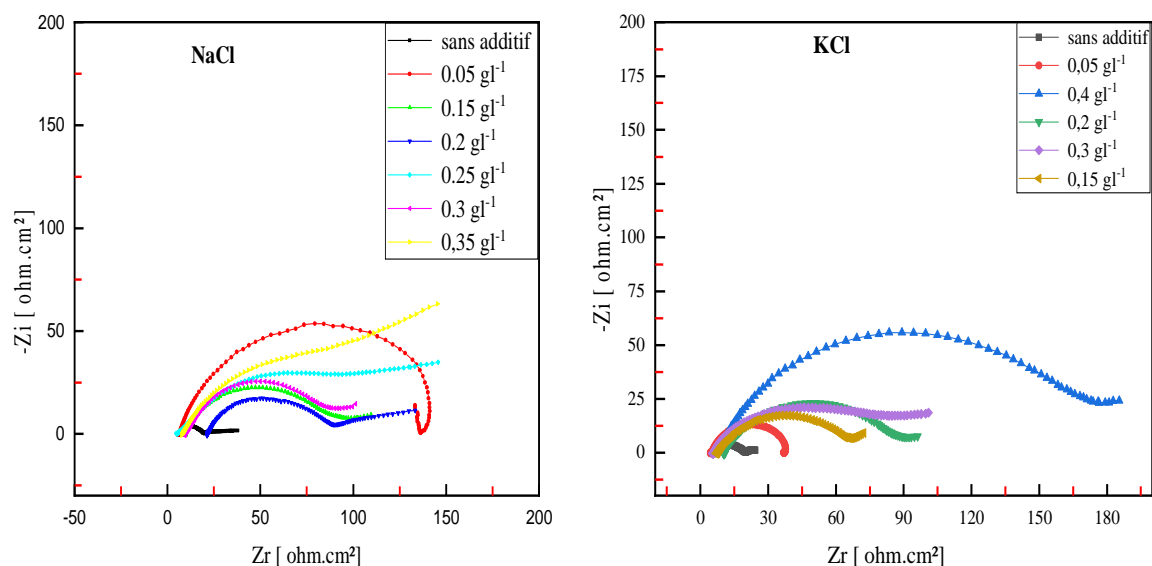 NaCl
sans additif
0.05 gl⁻¹
0.15 gl⁻¹
0.2 gl⁻¹
0.25 gl⁻¹
0.3 gl⁻¹
0,35 gl⁻¹
200
150
100
50
0
-Zi [ ohm.cm²]
-50 0 50 100 150 200
Zr [ ohm.cm²]
KCl
sans additif
0,05 gl⁻¹
0,4 gl⁻¹
0,2 gl⁻¹
0,3 gl⁻¹
0,15 gl⁻¹
200
175
150
125
100
75
50
25
0
-Zi [ ohm.cm²]
0 30 60 90 120 150 180
Zr [ ohm.cm²]